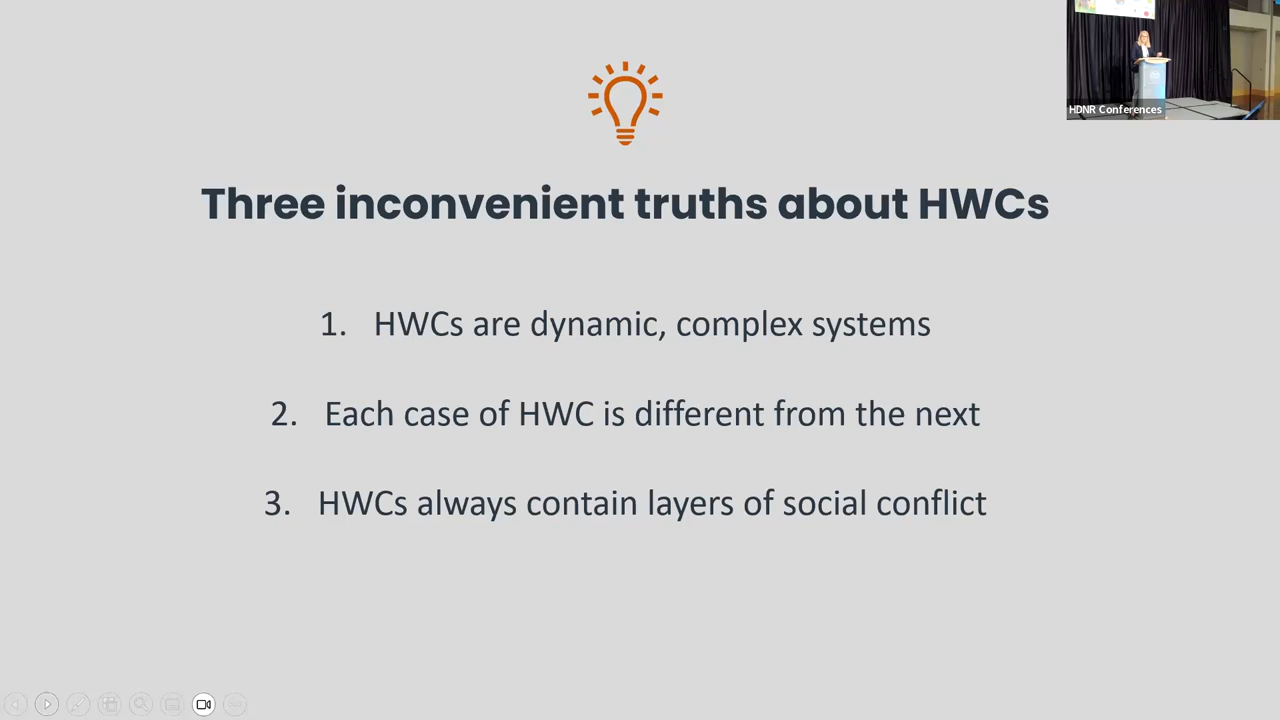 HDNR Conferences
Three inconvenient truths about HWCs
1. HWCs are dynamic, complex systems
2. Each case of HWC is different from the next
3. HWCs always contain layers of social conflict